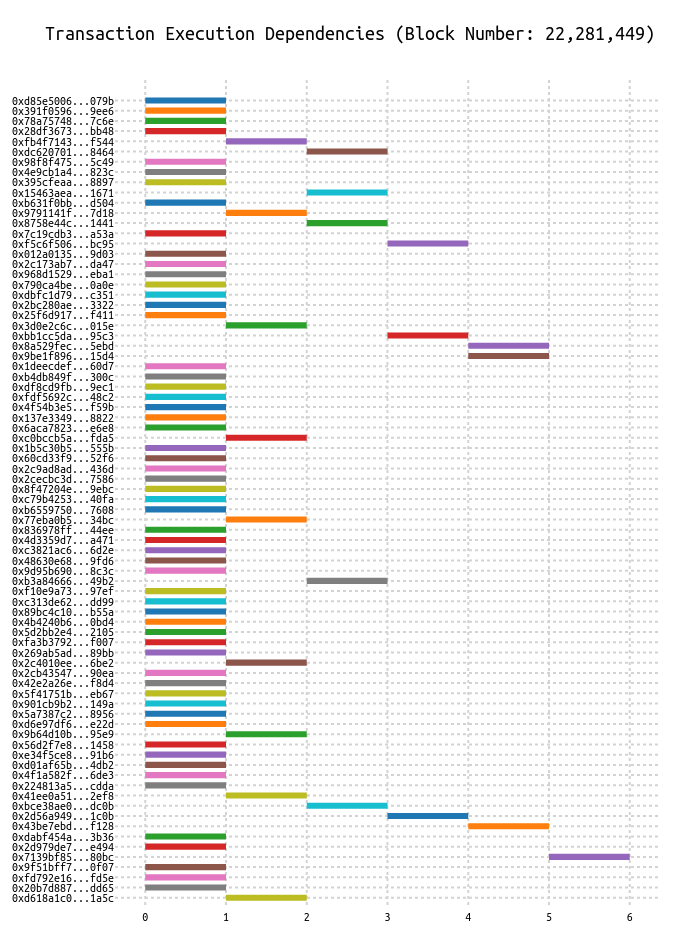 Transaction Execution Dependencies (Block Number: 22,281,449)
0xd85e5006...079b
0x391f0596...9ee6
0x78a75748...7c6e
0x28df3673...bb48
0xfb4f7143...f544
0xdc620701...8464
0x98f8f475...5c49
0x4e9cb1a4...823c
0x395cfeaa...8897
0x15463aea...1671
0xb631f0bb...d504
0x9791141f...7d18
0x8758e44c...1441
0x7c19cdb3...a53a
0xf5c6f506...bc95
0x012a0135...9d03
0x2c173ab7...da47
0x968d1529...eba1
0x790ca4be...0a0e
0xdbfc1d79...c351
0x2bc280ae...3322
0x25f6d917...f411
0x3d0e2c6c...015e
0xbb1cc5da...95c3
0x8a529fec...5ebd
0x9be1f896...15d4
0x1deecdef...60d7
0xb4db849f...300c
0xdf8cd9fb...9ec1
0xfdf5692c...48c2
0x4f54b3e5...f59b
0x137e3349...8822
0x6aca7823...e6e8
0xc0bccb5a...fda5
0x1b5c30b5...555b
0x60cd33f9...52f6
0x2c9ad8ad...436d
0x2cecbc3d...7586
0x8f47204e...9ebc
0xc79b4253...40fa
0xb6559750...7608
0x77eba0b5...34bc
0x836978ff...44ee
0x4d3359d7...a471
0xc3821ac6...6d2e
0x48630e68...9fd6
0x9d95b690...8c3c
0xb3a84666...49b2
0xf10e9a73...97ef
0xc313de62...dd99
0x89bc4c10...b55a
0x4b4240b6...0bd4
0x5d2bb2e4...2105
0xfa3b3792...f007
0x269ab5ad...89bb
0x2c4010ee...6be2
0x2cb43547...90ea
0x42e2a26e...f8d4
0x5f41751b...eb67
0x901cb9b2...149a
0x5a7387c2...8956
0xd6e97df6...e22d
0x9b64d10b...95e9
0x56d2f7e8...1458
0xe34f5ce8...91b6
0xd01af65b...4db2
0x4f1a582f...6de3
0x224813a5...cdda
0x41ee0a51...2ef8
0xbce38ae0...dc0b
0x2d56a949...1c0b
0x43be7ebd...f128
0xdabf454a...3b36
0x2d979de7...e494
0x7139bf85...80bc
0x9f51bff7...0f07
0xfd792e16...fd5e
0x20b7d887...dd65
0xd618a1c0...1a5c
0 1 2 3 4 5 6